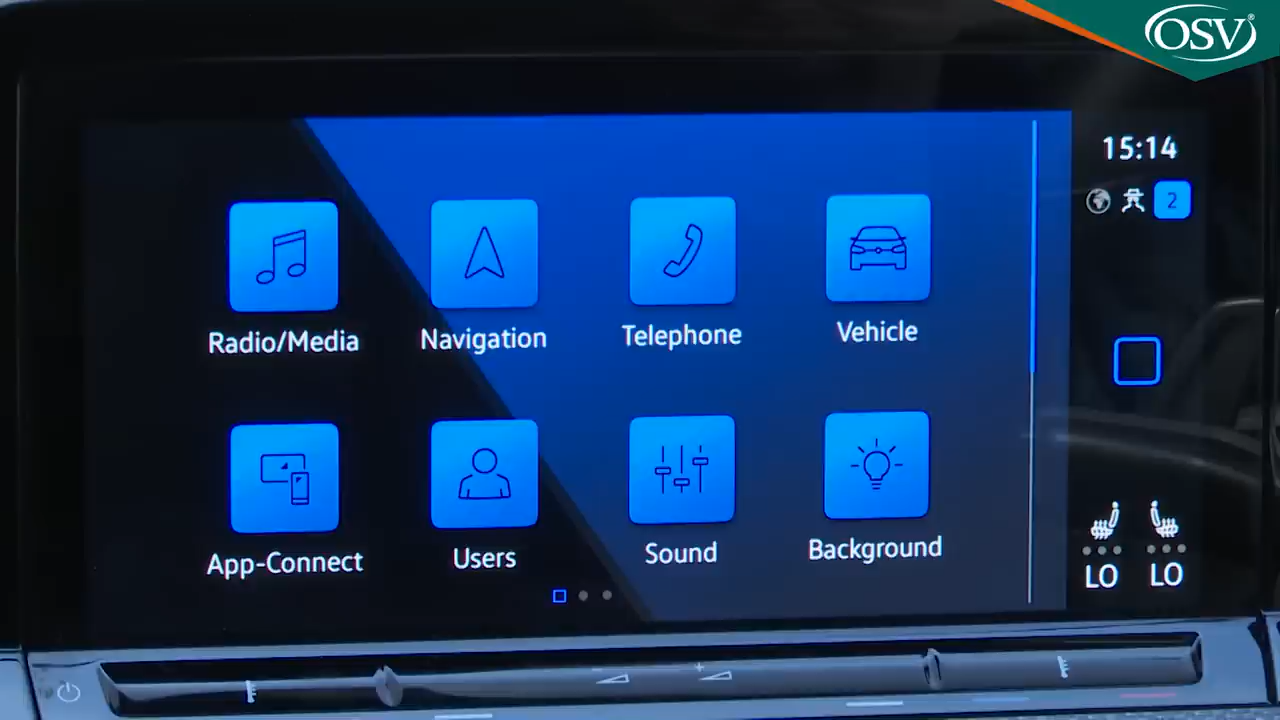 OSV®
15:14
2
Radio/Media
Navigation
Telephone
Vehicle
App-Connect
Users
Sound
Background
LO
LO